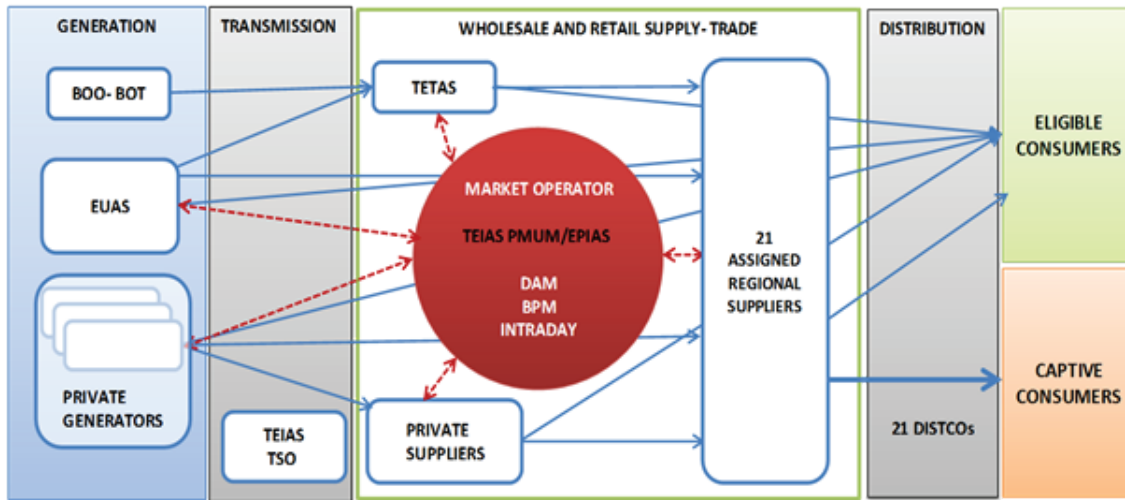 GENERATION
TRANSMISSION
WHOLESALE AND RETAIL SUPPLY- TRADE
DISTRIBUTION
BOO- BOT
TETAS
ELIGIBLE
CONSUMERS
EUAS
MARKET OPERATOR
TEIAS PMUM/EPIAS
DAM
BPM
INTRADAY
21
ASSIGNED
REGIONAL
SUPPLIERS
PRIVATE
GENERATORS
TEIAS
TSO
PRIVATE
SUPPLIERS
21 DISTCOs
CAPTIVE
CONSUMERS